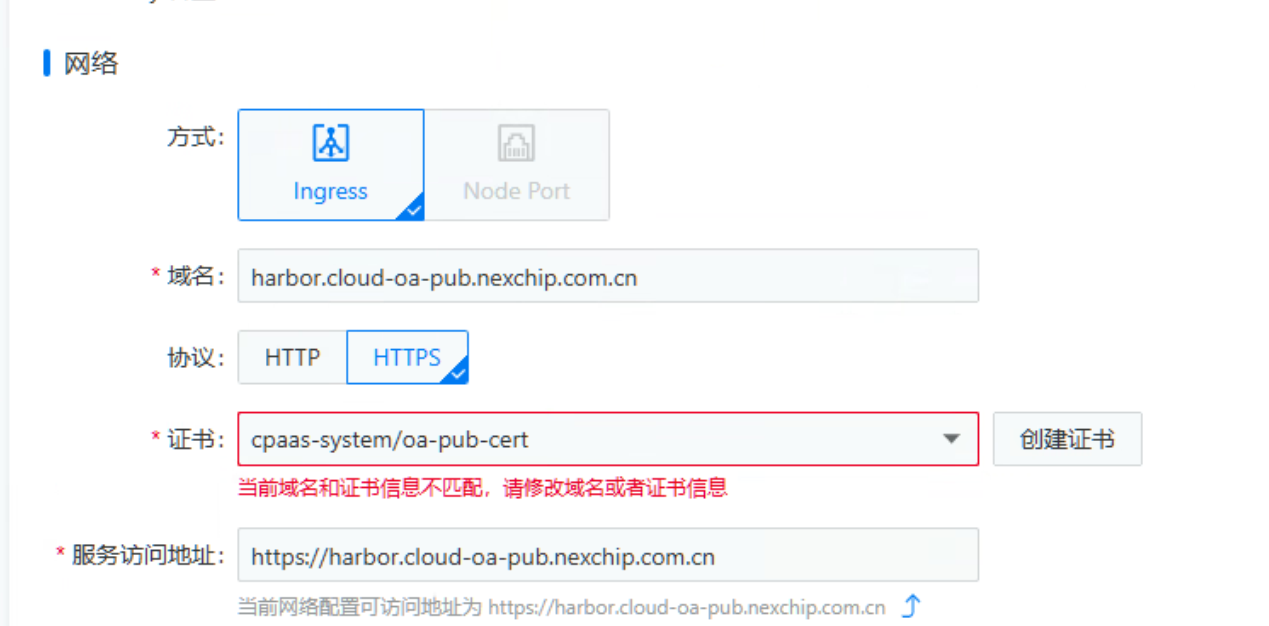 网络
方式：
Ingress
Node Port
* 域名： harbor.cloud-oa-pub.nexchip.com.cn
协议： HTTP HTTPS
* 证书： cpaas-system/oa-pub-cert 创建证书
当前域名和证书信息不匹配，请修改域名或者证书信息
* 服务访问地址： https://harbor.cloud-oa-pub.nexchip.com.cn
当前网络配置可访问地址为 https://harbor.cloud-oa-pub.nexchip.com.cn